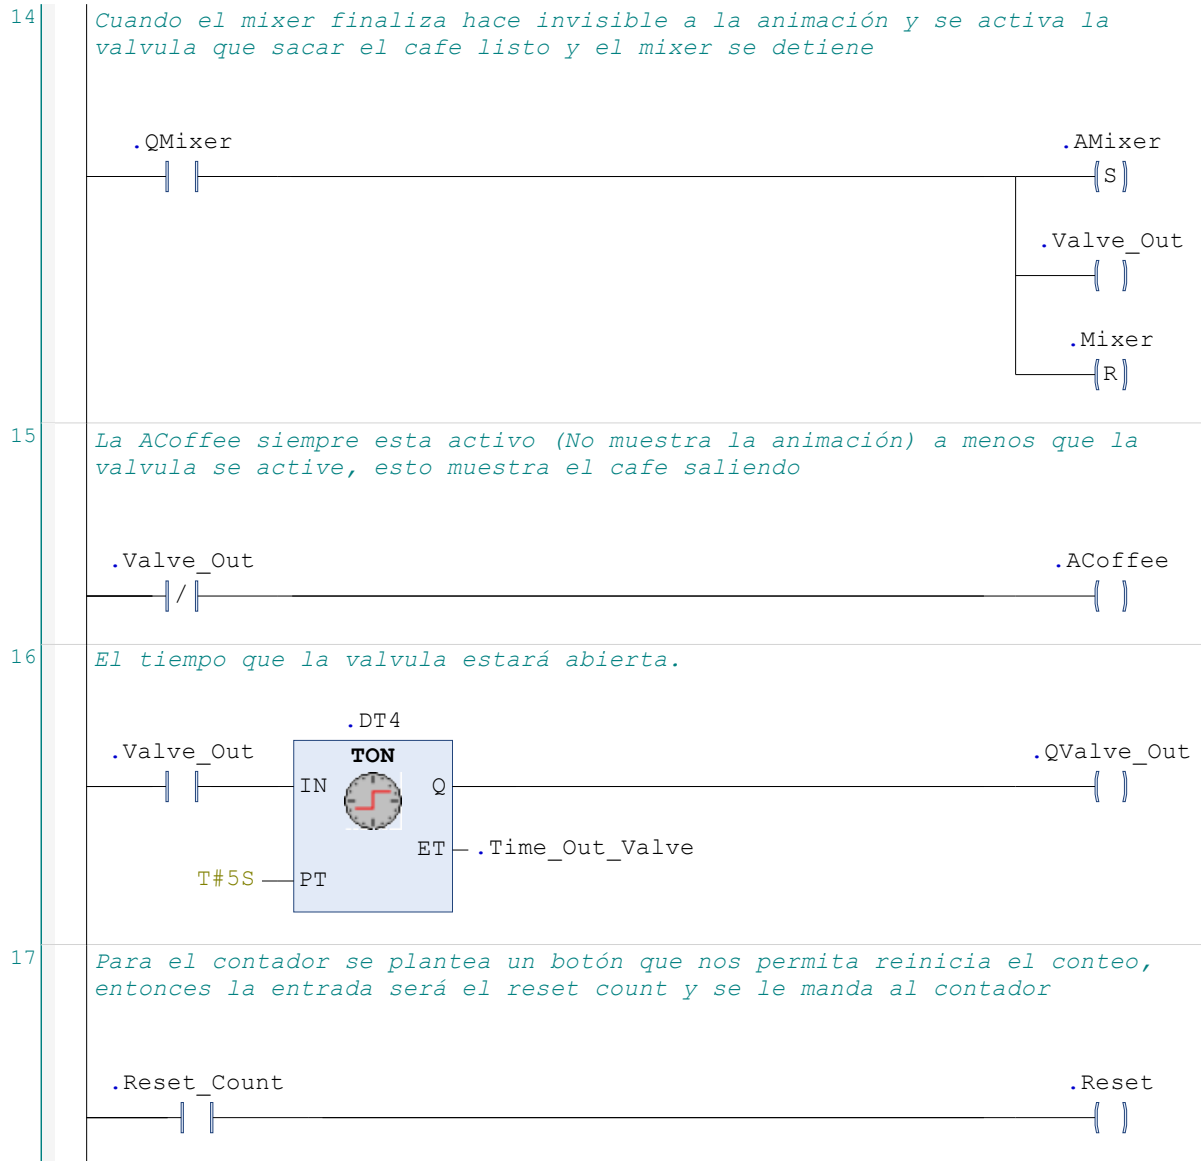 14
Cuando el mixer finaliza hace invisible a la animación y se activa la
valvula que sacar el cafe listo y el mixer se detiene
.QMixer
.AMixer
S
.Valve_Out
.Mixer
R
15
La ACoffee siempre esta activo (No muestra la animación) a menos que la
valvula se active, esto muestra el cafe saliendo
.Valve_Out
.ACoffee
/
16
El tiempo que la valvula estará abierta.
.DT4
.Valve_Out
TON
.QValve_Out
IN
Q
ET
.Time_Out_Valve
T#5S
PT
17
Para el contador se plantea un botón que nos permita reinicia el conteo,
entonces la entrada será el reset count y se le manda al contador
.Reset_Count
.Reset